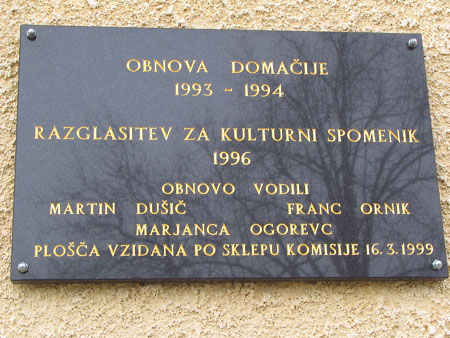 OBNOVA DOMAČIJE
1993 - 1994
RAZGLASITEV ZA KULTURNI SPOMENIK
1996
OBNOVO VODILI
MARTIN DUŠIČ FRANC ORNIK
MARJANCA OGOREVC
PLOŠČA VZIDANA PO SKLEPU KOMISIJE 16.3.1999